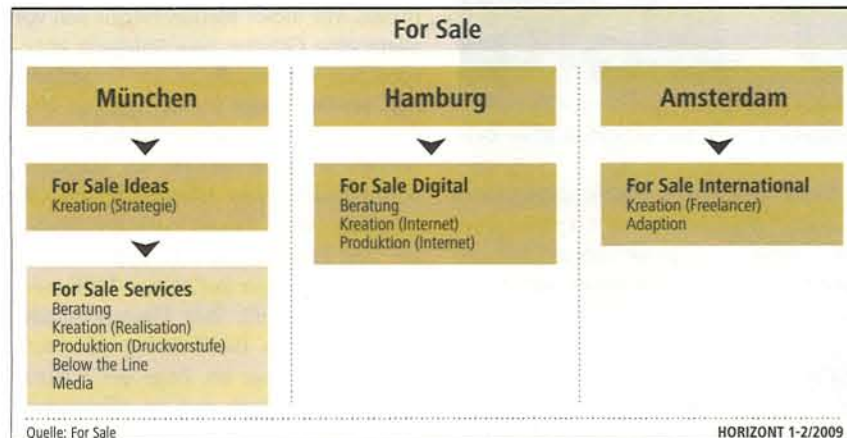 For Sale
München
For Sale Ideas
Kreation (Strategie)
For Sale Services
Beratung
Kreation (Realisation)
Produktion (Druckvorstufe)
Below the Line
Media
Hamburg
For Sale Digital
Beratung
Kreation (Internet)
Produktion (Internet)
Amsterdam
For Sale International
Kreation (Freelancer)
Adaption
Quelle: For Sale
HORIZONT 1-2/2009